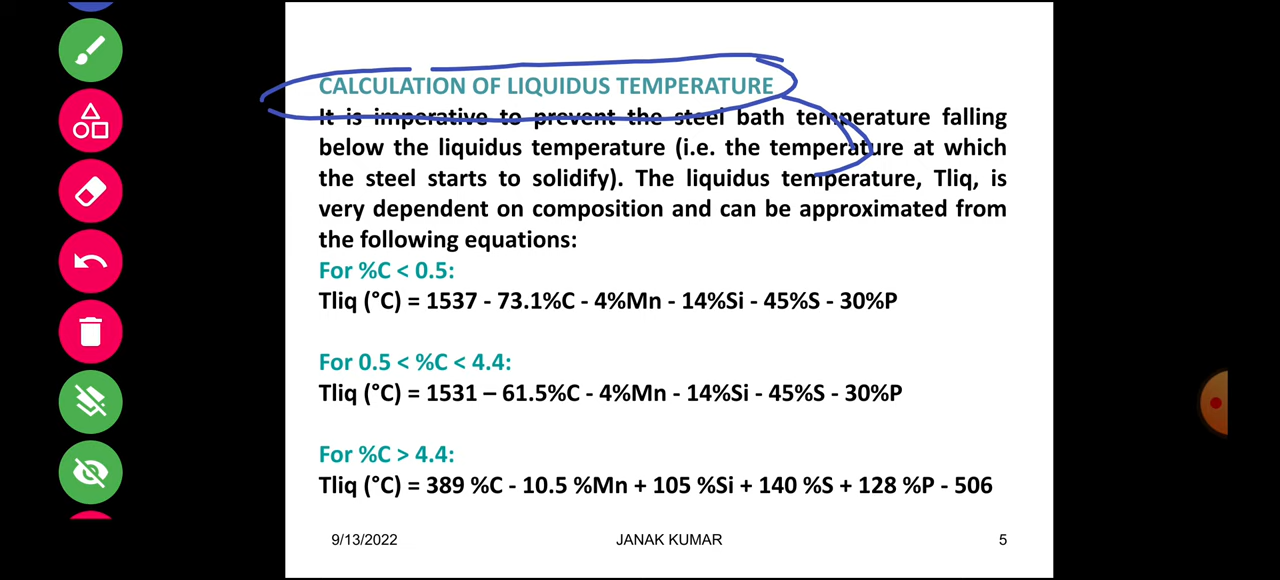 CALCULATION OF LIQUIDUS TEMPERATURE
It is imperative to prevent the steel bath temperature falling
below the liquidus temperature (i.e. the temperature at which
the steel starts to solidify). The liquidus temperature, Tliq, is
very dependent on composition and can be approximated from
the following equations:
For %C < 0.5:
Tliq (°C) = 1537 - 73.1%C - 4%Mn - 14%Si - 45%S - 30%P
For 0.5 < %C < 4.4:
Tliq (°C) = 1531 – 61.5%C - 4%Mn - 14%Si - 45%S - 30%P
For %C > 4.4:
Tliq (°C) = 389 %C - 10.5 %Mn + 105 %Si + 140 %S + 128 %P - 506
9/13/2022 JANAK KUMAR 5